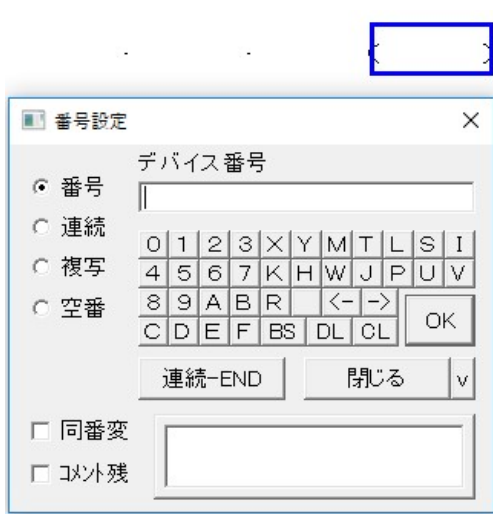 番号設定
デバイス番号
番号
連続
複写
空番
0 1 2 3 X Y M T L S I
4 5 6 7 K H W J P U V
8 9 A B R <- ->
C D E F BS DL CL
OK
連続-END 閉じる v
同番変
コメント残